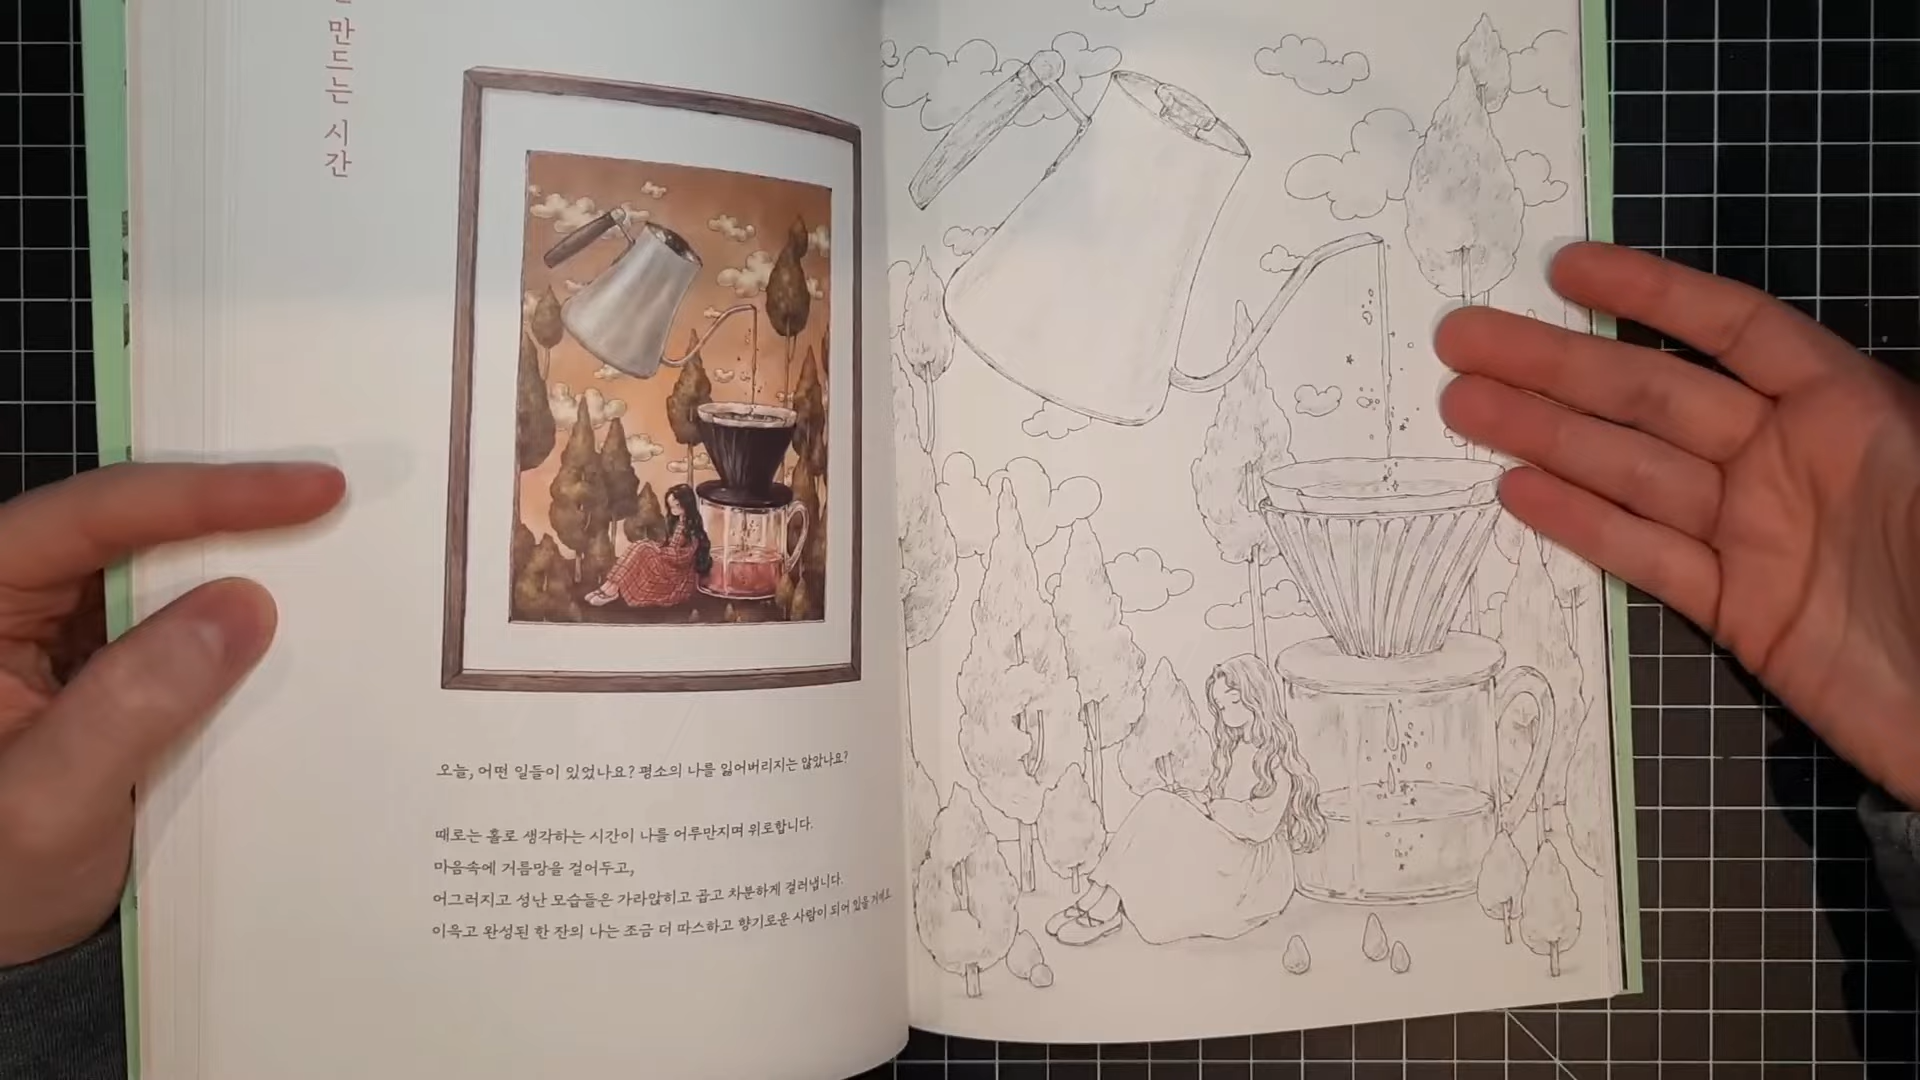 만드는 시간
오늘, 어떤 일들이 있었나요? 평소의 나를 잃어버리지는 않았나요?
때로는 홀로 생각하는 시간이 나를 어루만지며 위로합니다.
마음속에 거름망을 걸어두고,
어그러지고 성난 모습들은 가라앉히고 곱고 차분하게 걸러냅니다.
이윽고 완성된 한 잔의 나는 조금 더 따스하고 향기로운 사람이 되어 있을 거예요